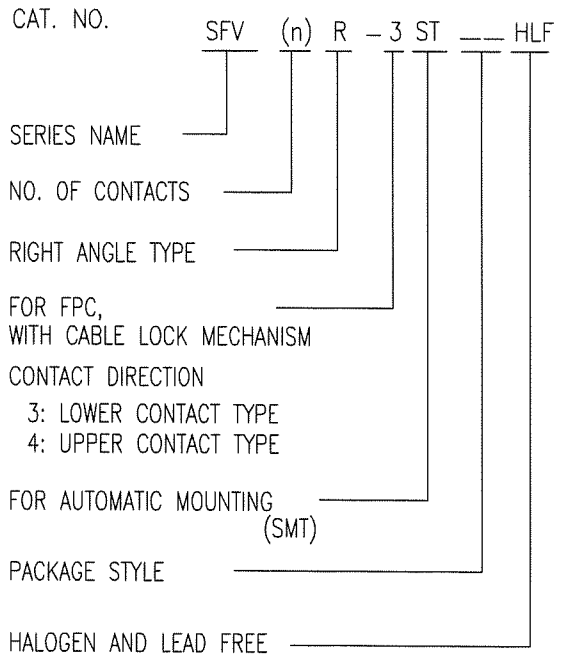 CAT. NO.
SFV (n) R - 3 ST __ HLF
SERIES NAME
NO. OF CONTACTS
RIGHT ANGLE TYPE
FOR FPC,
WITH CABLE LOCK MECHANISM
CONTACT DIRECTION
3: LOWER CONTACT TYPE
4: UPPER CONTACT TYPE
FOR AUTOMATIC MOUNTING
(SMT)
PACKAGE STYLE
HALOGEN AND LEAD FREE